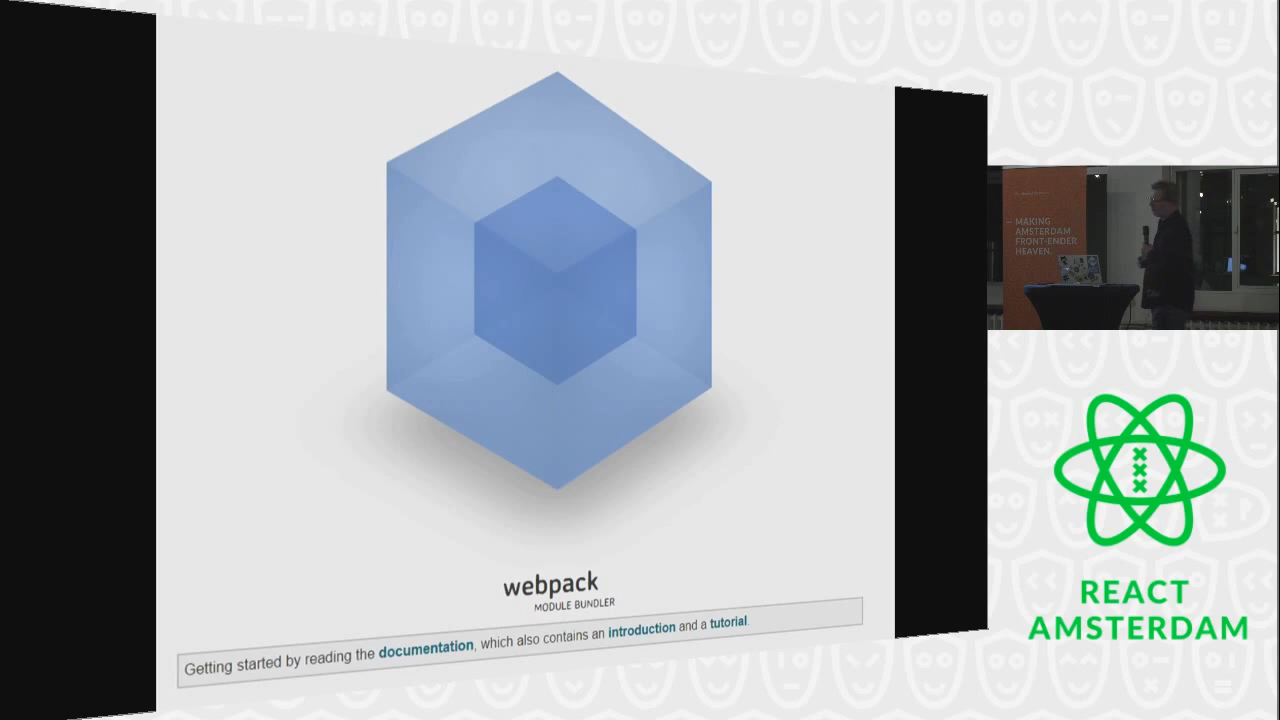 webpack
MODULE BUNDLER
Getting started by reading the documentation, which also contains an introduction and a tutorial.
MAKING
AMSTERDAM
FRONT-ENDER
HEAVEN.
REACT
AMSTERDAM